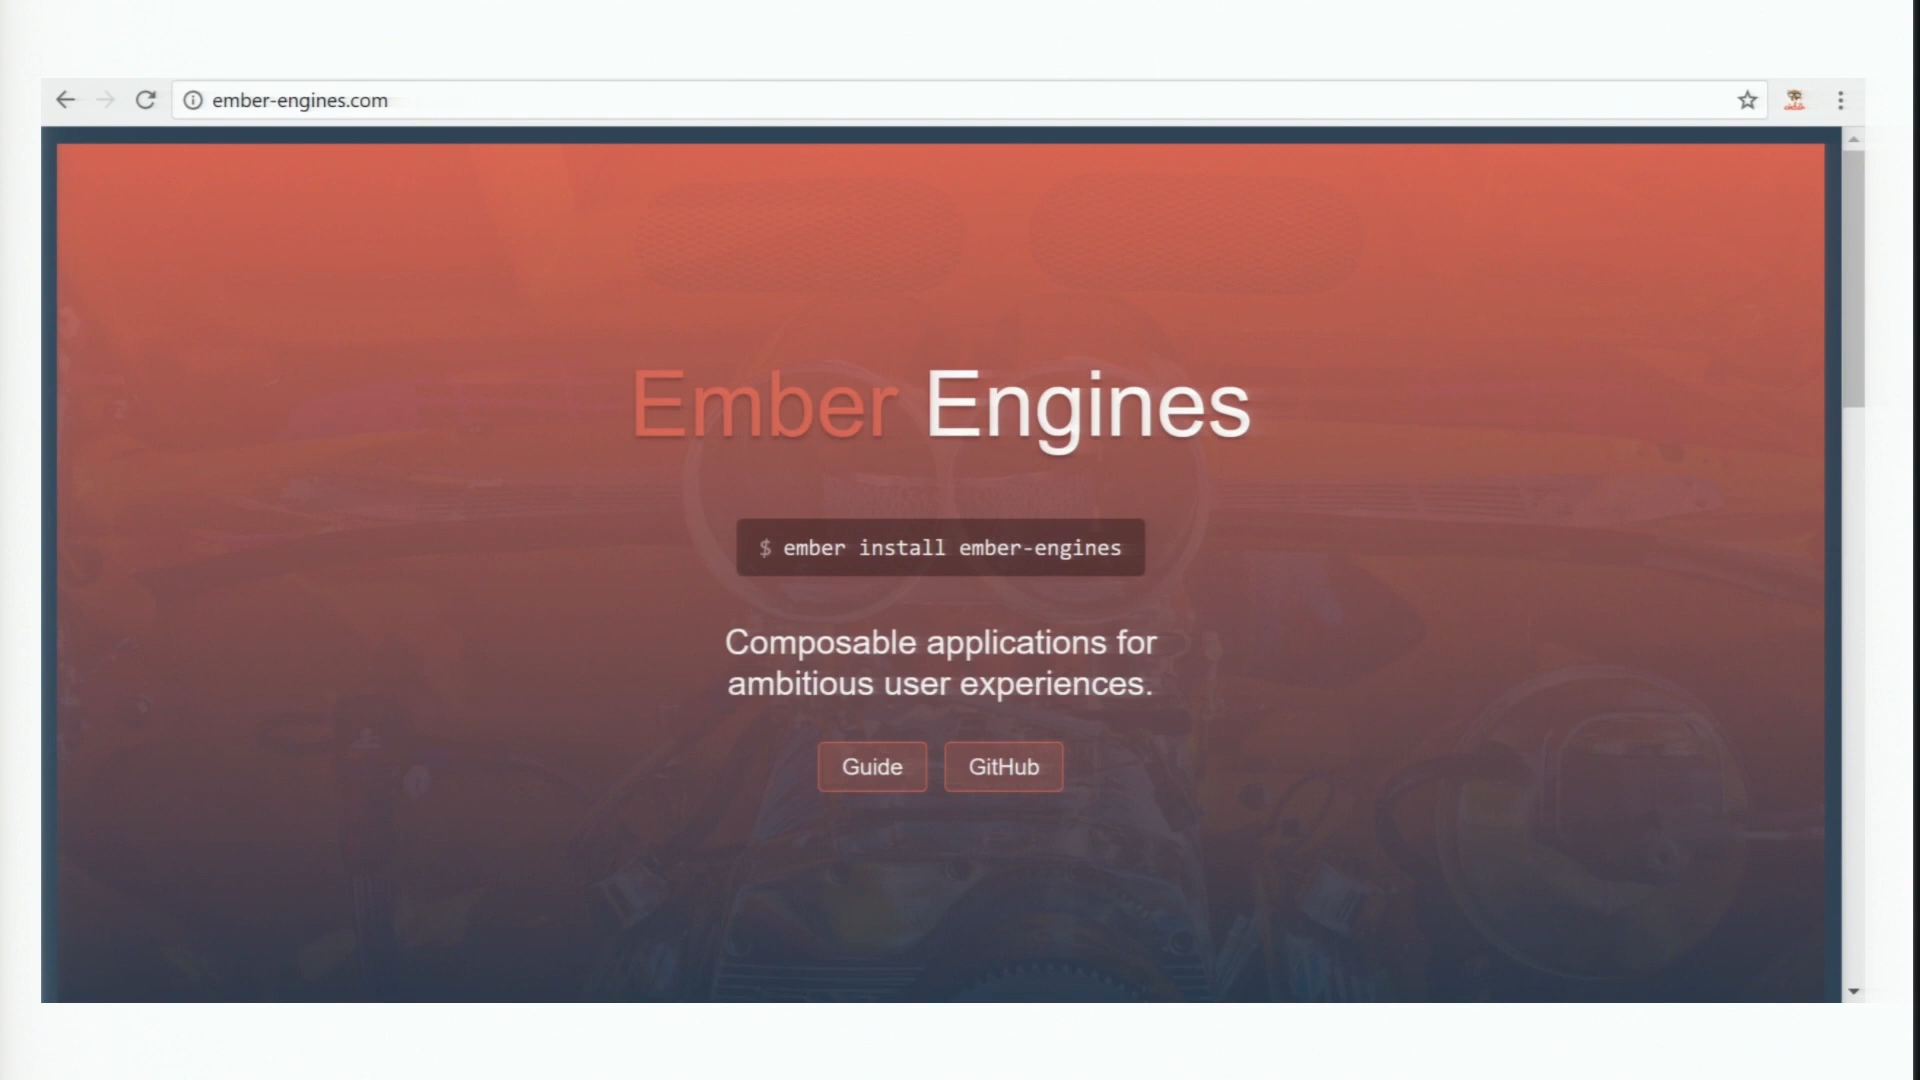 ember-engines.com
Ember Engines
$ ember install ember-engines
Composable applications for
ambitious user experiences.
Guide
GitHub